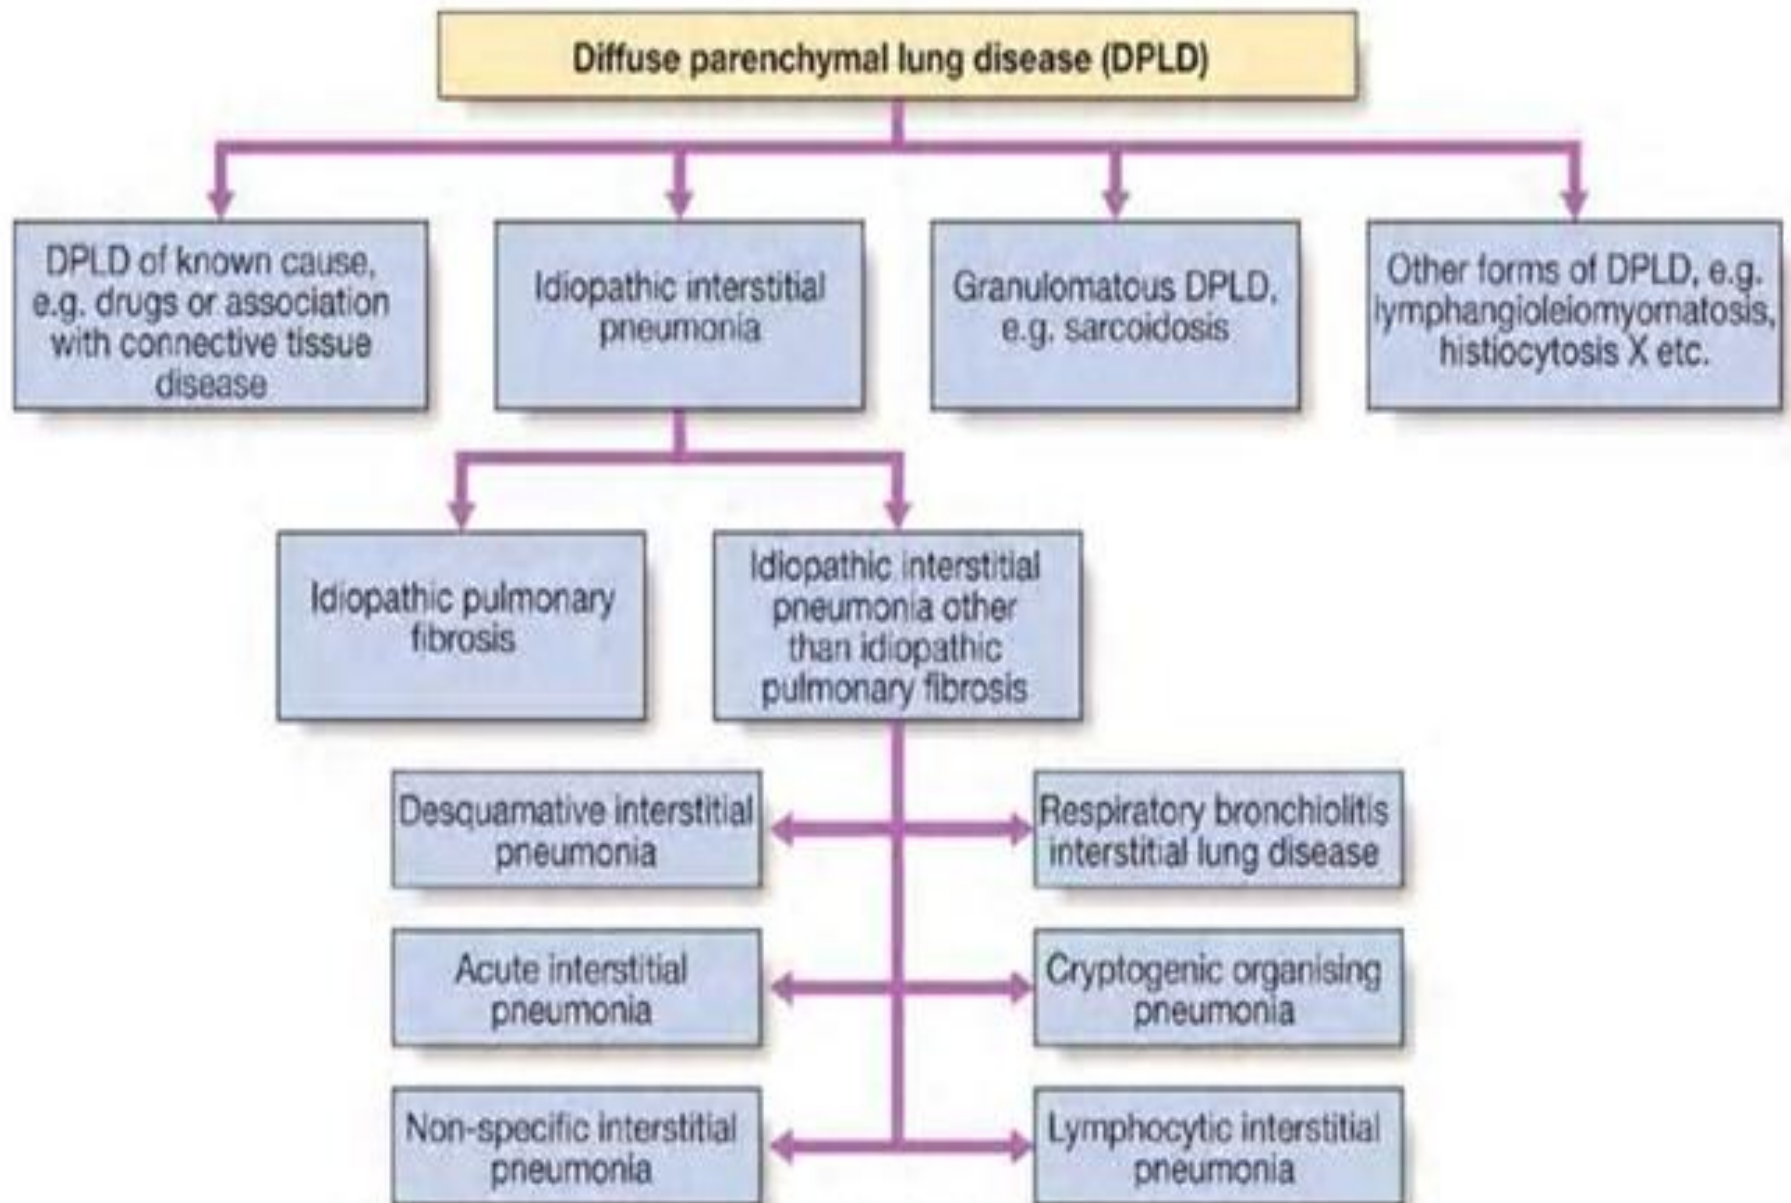 Diffuse parenchymal lung disease (DPLD)
DPLD of known cause,
e.g. drugs or association
with connective tissue
disease
Idiopathic interstitial
pneumonia
Granulomatous DPLD,
e.g. sarcoidosis
Other forms of DPLD, e.g.
lymphangioleiomyomatosis,
histiocytosis X etc.
Idiopathic pulmonary
fibrosis
Idiopathic interstitial
pneumonia other
than idiopathic
pulmonary fibrosis
Desquamative interstitial
pneumonia
Respiratory bronchiolitis
interstitial lung disease
Acute interstitial
pneumonia
Cryptogenic organising
pneumonia
Non-specific interstitial
pneumonia
Lymphocytic interstitial
pneumonia